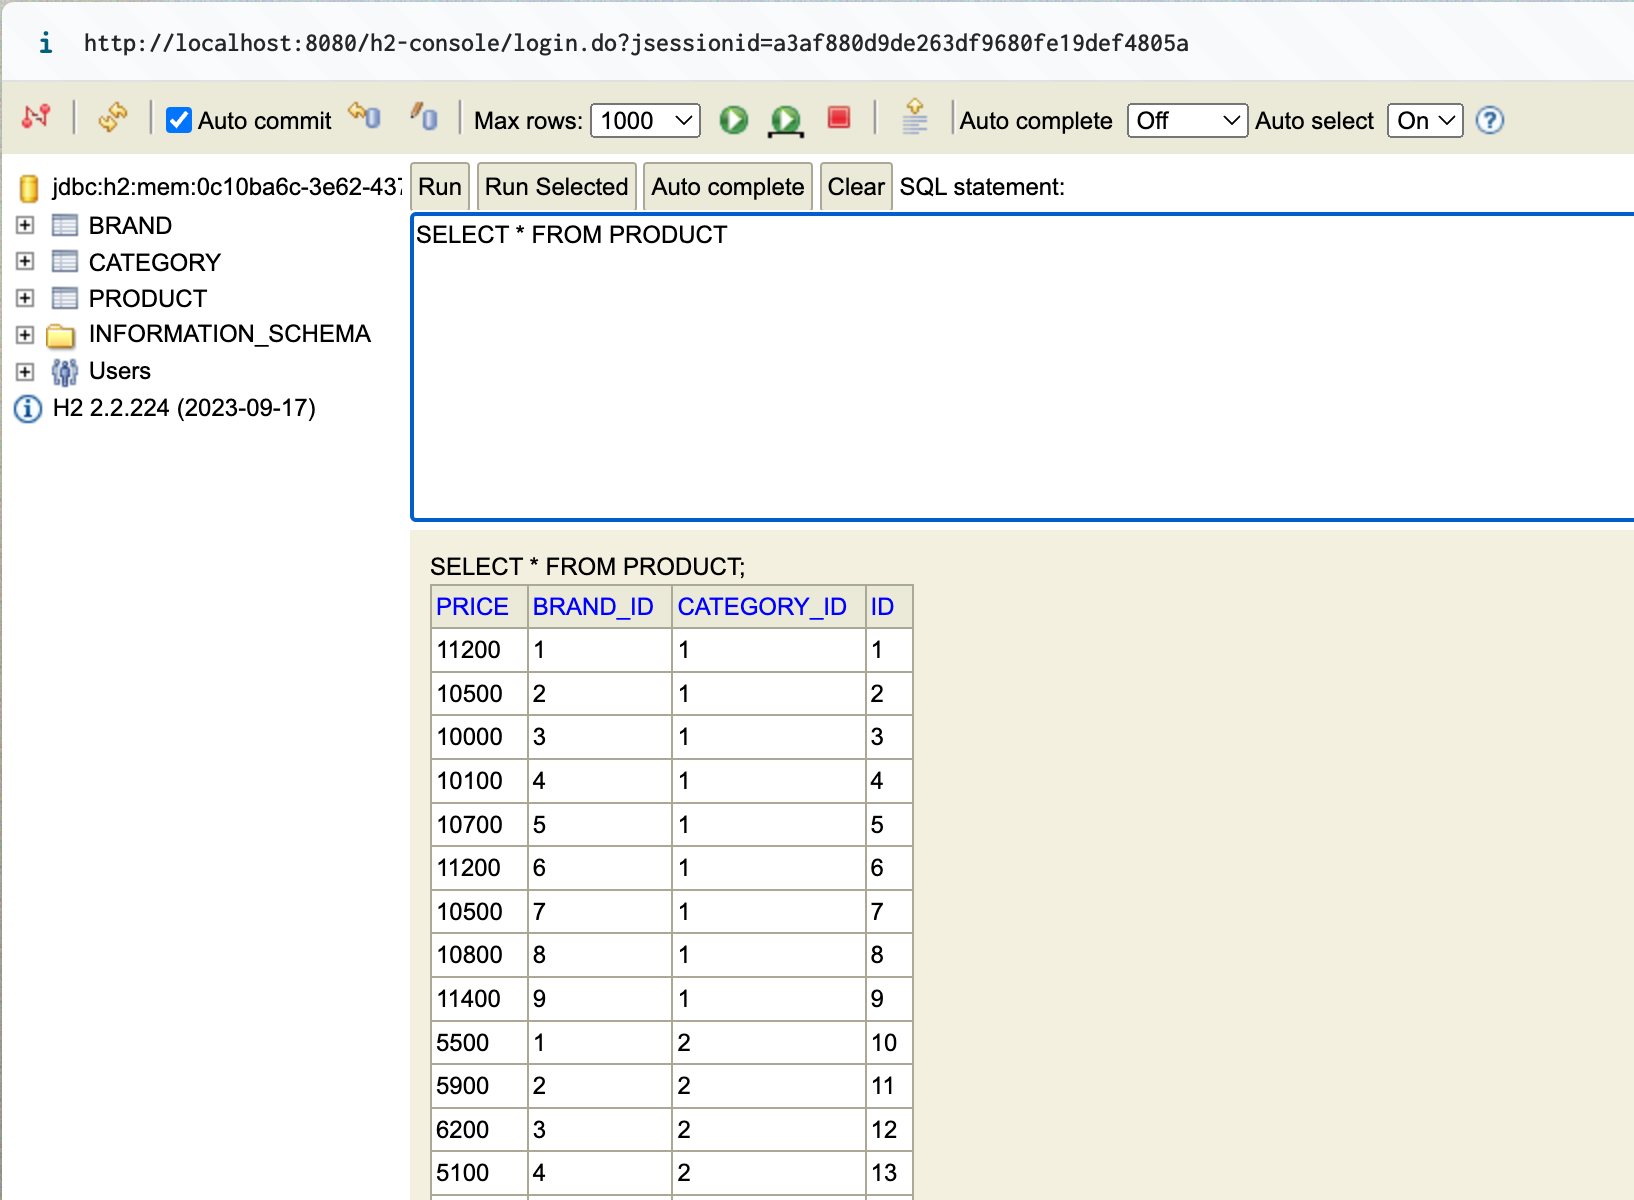 i http://localhost:8080/h2-console/login.do?jsessionid=a3af880d9de263df9680fe19def4805a
Auto commit Max rows: 1000 Auto complete Off Auto select On ?
jdbc:h2:mem:0c10ba6c-3e62-437
BRAND
CATEGORY
PRODUCT
INFORMATION_SCHEMA
Users
H2 2.2.224 (2023-09-17)
Run Run Selected Auto complete Clear SQL statement:
SELECT * FROM PRODUCT
SELECT * FROM PRODUCT;
PRICE BRAND_ID CATEGORY_ID ID
11200 1 1 1
10500 2 1 2
10000 3 1 3
10100 4 1 4
10700 5 1 5
11200 6 1 6
10500 7 1 7
10800 8 1 8
11400 9 1 9
5500 1 2 10
5900 2 2 11
6200 3 2 12
5100 4 2 13